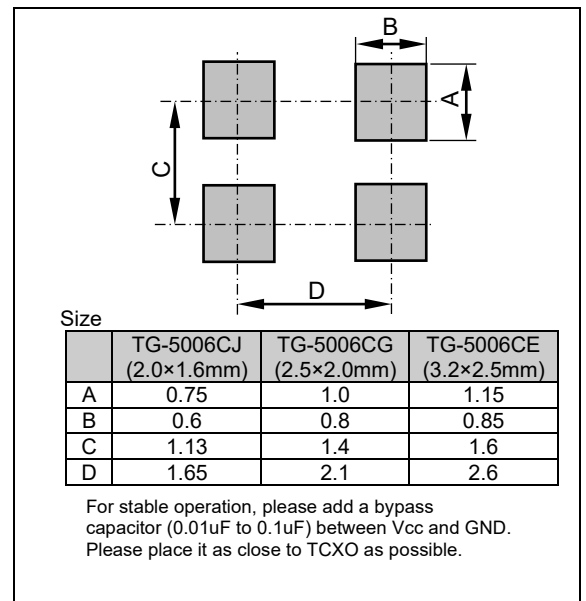 B
A
C
D
Size
TG-5006CJ TG-5006CG TG-5006CE
(2.0×1.6mm) (2.5×2.0mm) (3.2×2.5mm)
A 0.75 1.0 1.15
B 0.6 0.8 0.85
C 1.13 1.4 1.6
D 1.65 2.1 2.6
For stable operation, please add a bypass
capacitor (0.01uF to 0.1uF) between Vcc and GND.
Please place it as close to TCXO as possible.